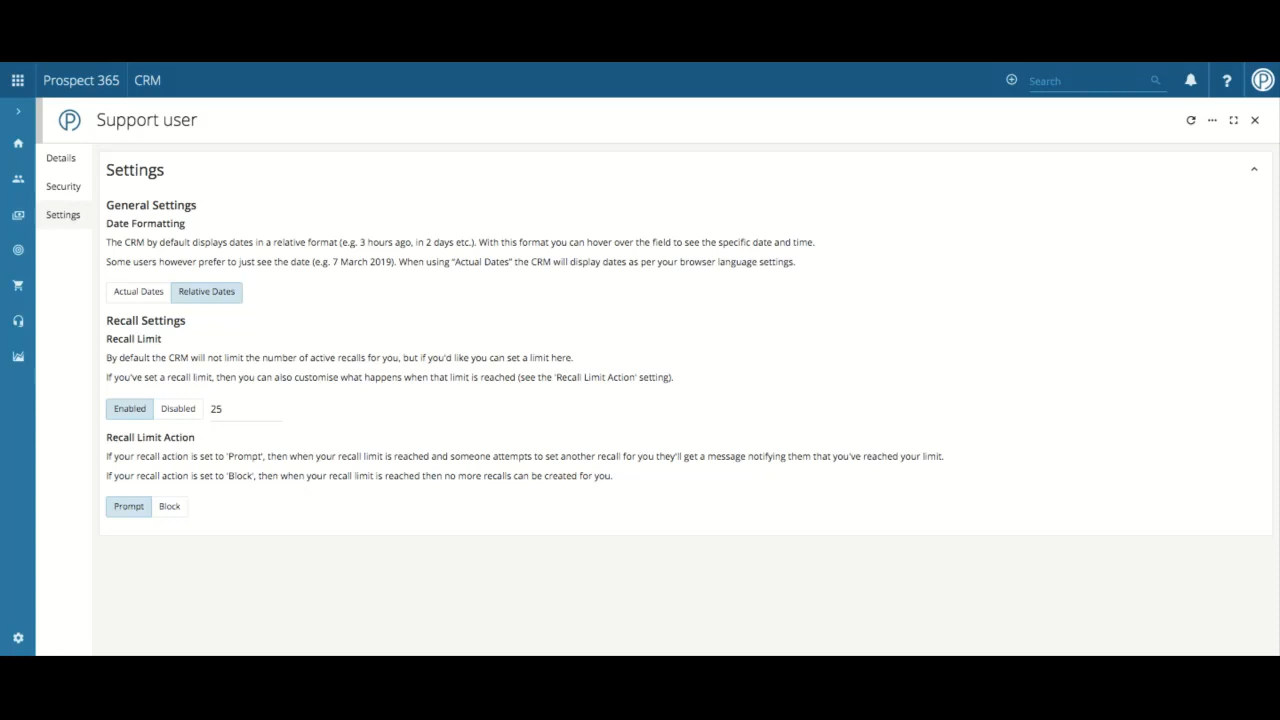 Prospect 365 CRM Search ?
Support user
Details
Security
Settings
Settings
General Settings
Date Formatting
The CRM by default displays dates in a relative format (e.g. 3 hours ago, in 2 days etc.). With this format you can hover over the field to see the specific date and time.
Some users however prefer to just see the date (e.g. 7 March 2019). When using “Actual Dates” the CRM will display dates as per your browser language settings.
Actual Dates Relative Dates
Recall Settings
Recall Limit
By default the CRM will not limit the number of active recalls for you, but if you'd like you can set a limit here.
If you've set a recall limit, then you can also customise what happens when that limit is reached (see the 'Recall Limit Action' setting).
Enabled Disabled 25
Recall Limit Action
If your recall action is set to 'Prompt', then when your recall limit is reached and someone attempts to set another recall for you they'll get a message notifying them that you've reached your limit.
If your recall action is set to 'Block', then when your recall limit is reached then no more recalls can be created for you.
Prompt Block